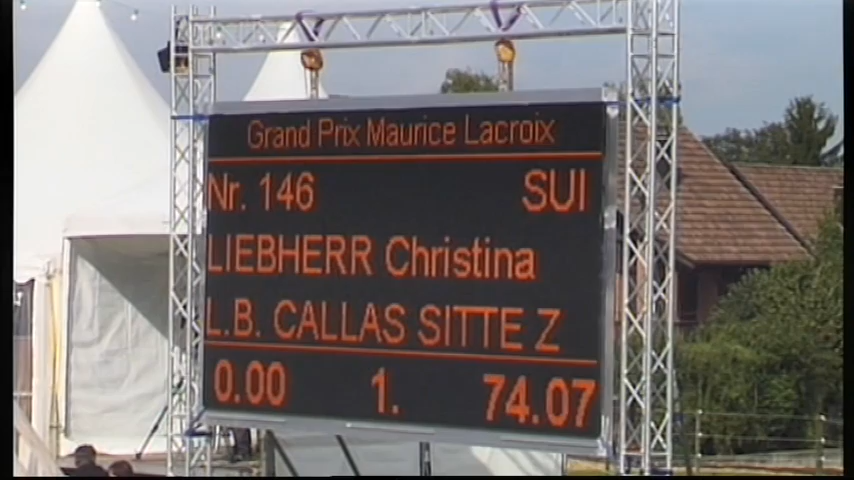 Grand Prix Maurice Lacroix
Nr. 146 SUI
LIEBHERR Christina
L.B. CALLAS SITTE Z
0.00 1. 74.07